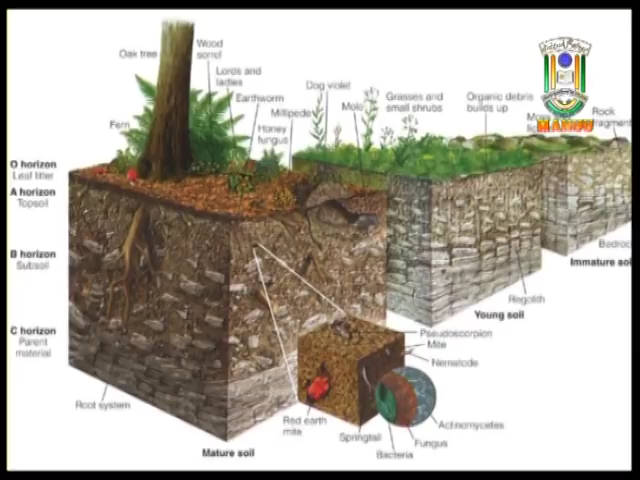 Wood
sorrel
Oak tree
Lords and
ladies
Earthworm
Dog violet
Millipede
Mole
Grasses and
small shrubs
Organic debris
builds up
Rock
Fern
Honey
fungus
O horizon
Leaf litter
A horizon
Topsoil
B horizon
Subsoil
C horizon
Parent
material
Root system
Mature soil
Red earth
mite
Springtail
Bacteria
Fungus
Actinomycetes
Nematode
Mite
Pseudoscorpion
Young soil
Regolith
Immature soil